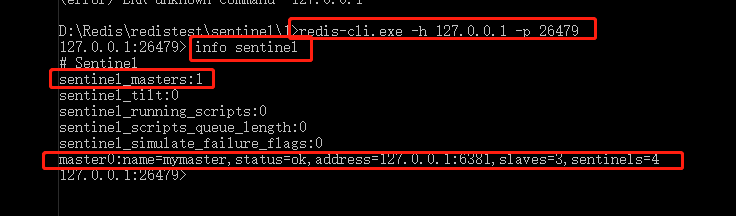 (error) ERR unknown command '127.0.0.1'
D:\Redis\redistest\sentinel\1>redis-cli.exe -h 127.0.0.1 -p 26479
127.0.0.1:26479> info sentinel
# Sentinel
sentinel_masters:1
sentinel_tilt:0
sentinel_running_scripts:0
sentinel_scripts_queue_length:0
sentinel_simulate_failure_flags:0
master0:name=mymaster,status=ok,address=127.0.0.1:6381,slaves=3,sentinels=4
127.0.0.1:26479>